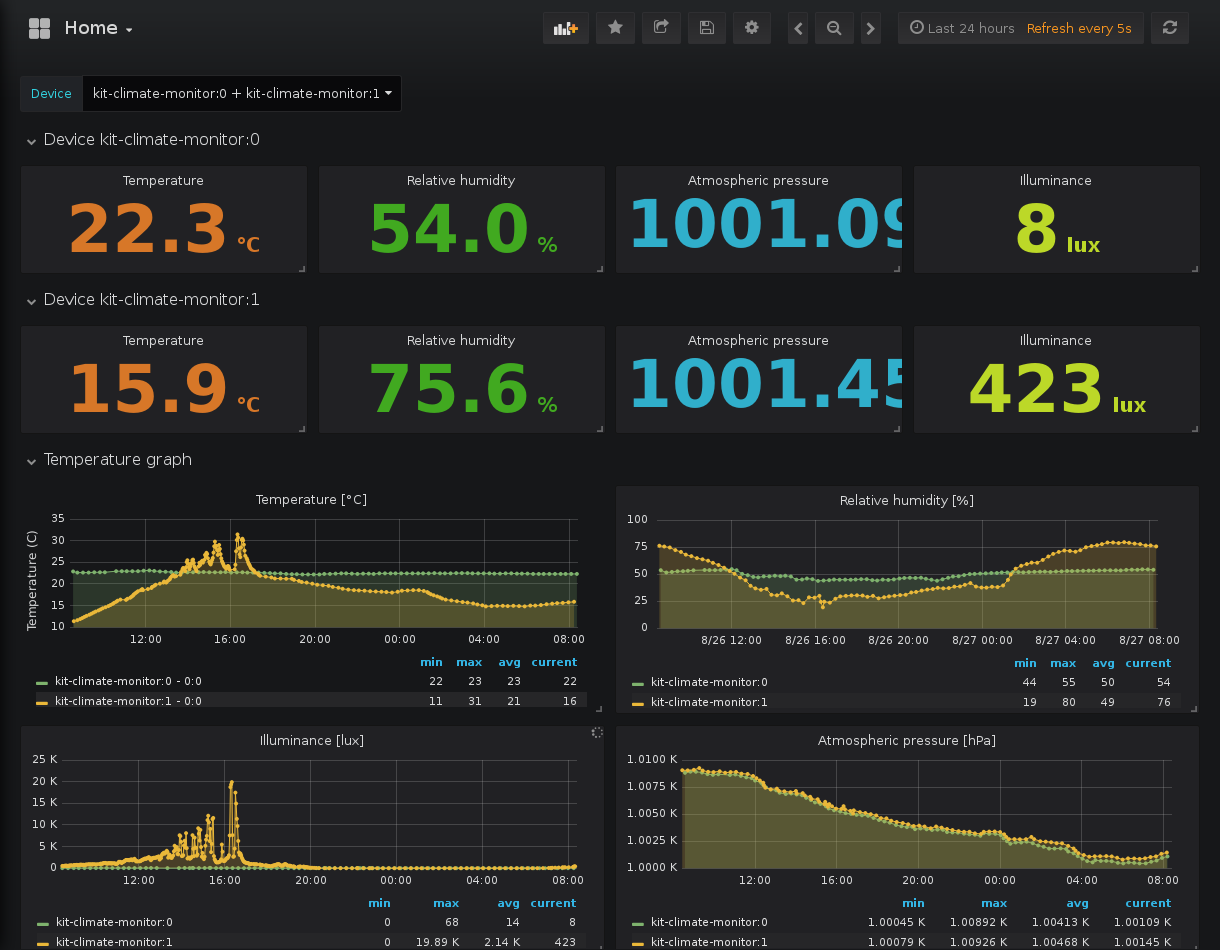 Home
Last 24 hours Refresh every 5s
Device kit-climate-monitor:0 + kit-climate-monitor:1
Device kit-climate-monitor:0
Temperature Relative humidity Atmospheric pressure Illuminance
22.3 °C 54.0 % 1001.09 8 lux
Device kit-climate-monitor:1
Temperature Relative humidity Atmospheric pressure Illuminance
15.9 °C 75.6 % 1001.45 423 lux
Temperature graph
Temperature [°C]
Temperature (C)
35
30
25
20
15
10
12:00 16:00 20:00 00:00 04:00 08:00
min max avg current
kit-climate-monitor:0 - 0:0 22 23 23 22
kit-climate-monitor:1 - 0:0 11 31 21 16
Relative humidity [%]
100
75
50
25
0
8/26 12:00 8/26 16:00 8/26 20:00 8/27 00:00 8/27 04:00 8/27 08:00
min max avg current
kit-climate-monitor:0 44 55 50 54
kit-climate-monitor:1 19 80 49 76
Illuminance [lux]
25 K
20 K
15 K
10 K
5 K
0
12:00 16:00 20:00 00:00 04:00 08:00
min max avg current
kit-climate-monitor:0 0 68 14 8
kit-climate-monitor:1 0 19.89 K 2.14 K 423
Atmospheric pressure [hPa]
1.0100 K
1.0075 K
1.0050 K
1.0025 K
1.0000 K
12:00 16:00 20:00 00:00 04:00 08:00
min max avg current
kit-climate-monitor:0 1.00045 K 1.00892 K 1.00413 K 1.00109 K
kit-climate-monitor:1 1.00079 K 1.00926 K 1.00468 K 1.00145 K